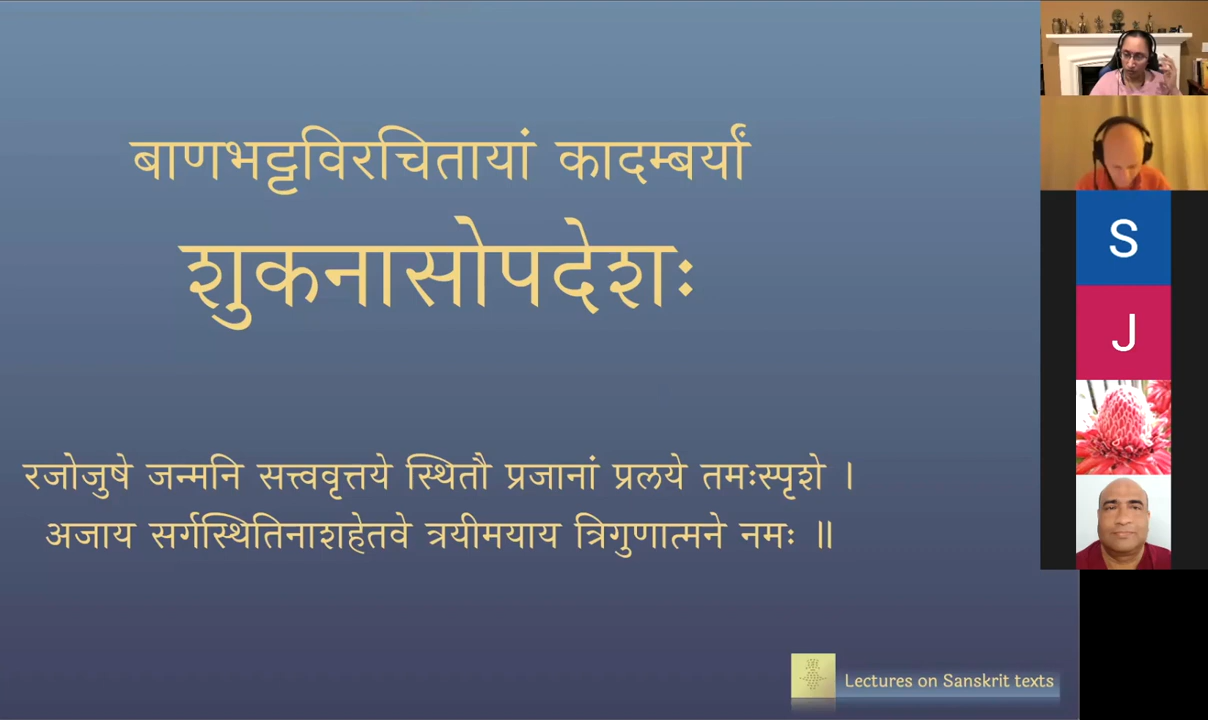 बाणभट्टविरचितायां कादम्बर्यां
शुकनासोपदेशः
रजोजुषे जन्मनि सत्त्ववृत्तये स्थितौ प्रजानां प्रलये तमःस्पृशे ।
अजाय सर्गस्थितिनाशहेतवे त्रयीमयाय त्रिगुणात्मने नमः ॥
Lectures on Sanskrit texts
S
J